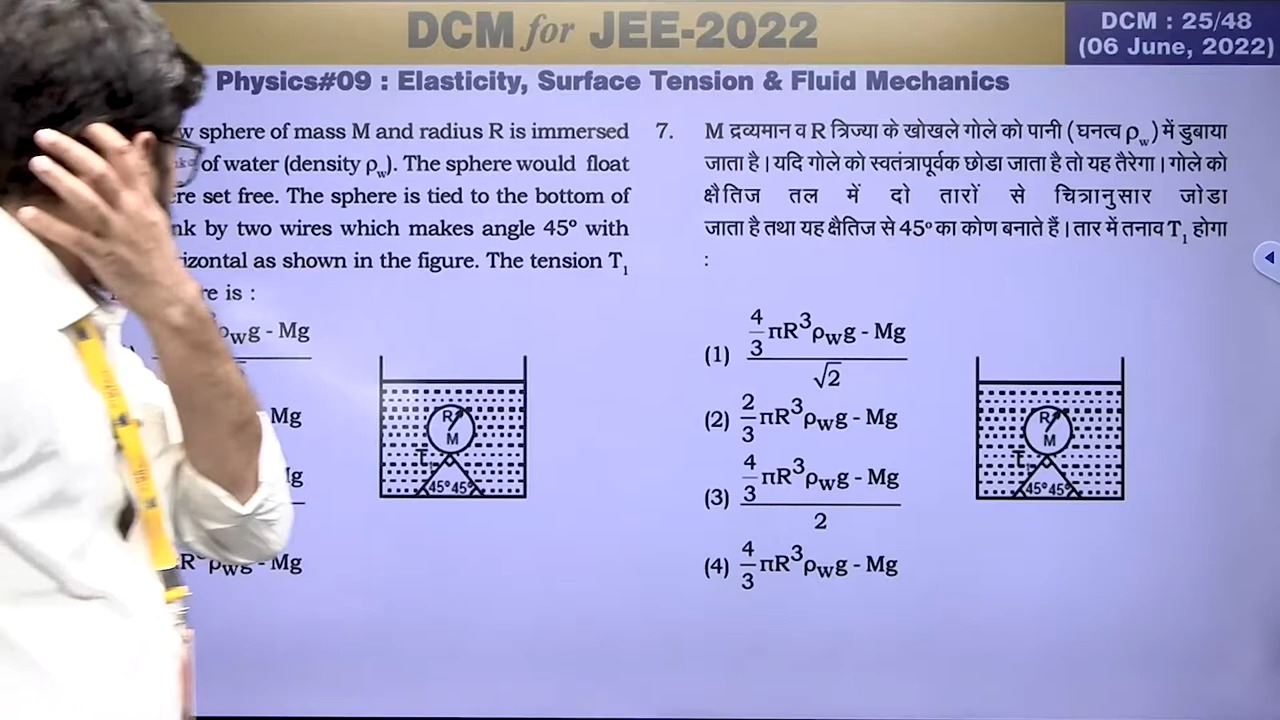 DCM for JEE-2022
DCM : 25/48
(06 June, 2022)
Physics#09 : Elasticity, Surface Tension & Fluid Mechanics
sphere of mass M and radius R is immersed
of water (density ρw). The sphere would float
set free. The sphere is tied to the bottom of
by two wires which makes angle 45° with
as shown in the figure. The tension T1
is :
ρwg - Mg
Mg
R³ρwg - Mg
R
M
T1
45° 45°
7. M द्रव्यमान व R त्रिज्या के खोखले गोले को पानी (घनत्व ρw) में डुबाया
जाता है। यदि गोले को स्वतंत्रापूर्वक छोडा जाता है तो यह तैरेगा। गोले को
क्षैतिज तल में दो तारों से चित्रानुसार जोडा
जाता है तथा यह क्षैतिज से 45° का कोण बनाते हैं। तार में तनाव T1 होगा
:
(1) 4/3 πR³ρwg - Mg / √2
(2) 2/3 πR³ρwg - Mg
(3) 4/3 πR³ρwg - Mg / 2
(4) 4/3 πR³ρwg - Mg
R
M
T1
45° 45°